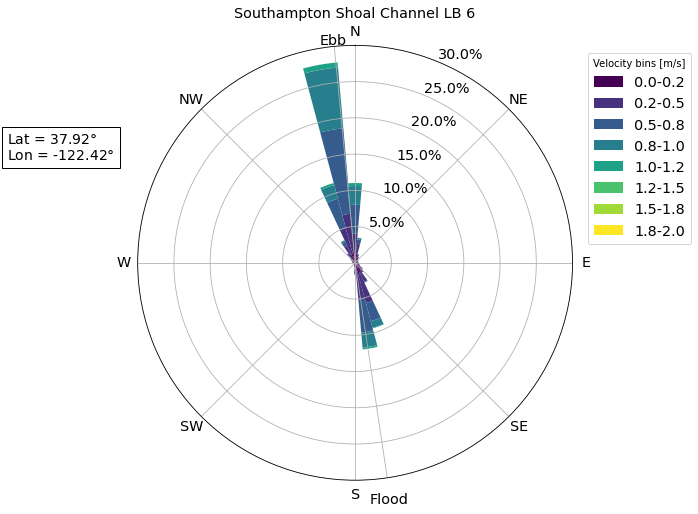 Southampton Shoal Channel LB 6
N
Ebb
30.0%
Velocity bins [m/s]
0.0-0.2
0.2-0.5
0.5-0.8
0.8-1.0
1.0-1.2
1.2-1.5
1.5-1.8
1.8-2.0
25.0%
NW
NE
20.0%
Lat = 37.92°
Lon = -122.42°
15.0%
10.0%
5.0%
W
E
SW
SE
S
Flood